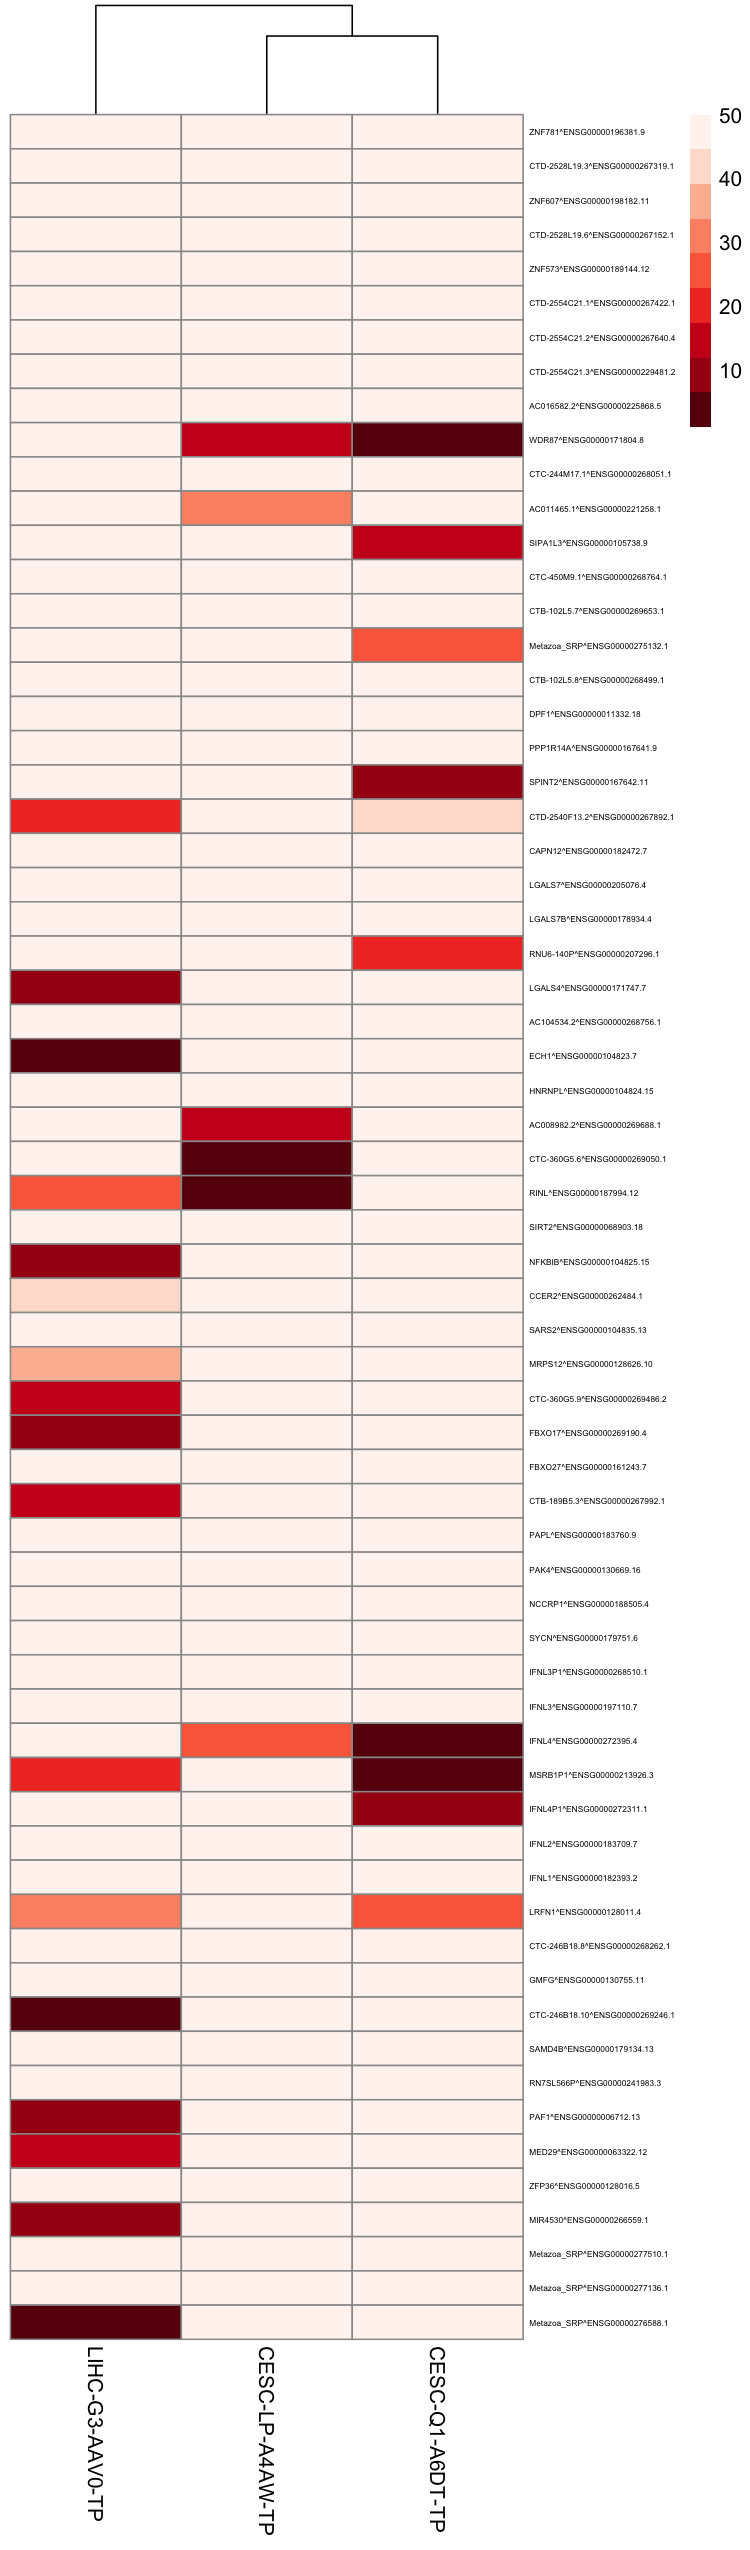 50
40
30
20
10
ZNF781^ENSG00000196381.9
CTD-2528L19.3^ENSG00000267319.1
ZNF607^ENSG00000198182.11
CTD-2528L19.6^ENSG00000267152.1
ZNF573^ENSG00000189144.12
CTD-2554C21.1^ENSG00000267422.1
CTD-2554C21.2^ENSG00000267640.4
CTD-2554C21.3^ENSG00000229481.2
AC016582.2^ENSG00000225868.5
WDR87^ENSG00000171804.8
CTC-244M17.1^ENSG00000268051.1
AC011465.1^ENSG00000221258.1
SIPA1L3^ENSG00000105738.9
CTC-450M9.1^ENSG00000268764.1
CTB-102L5.7^ENSG00000269653.1
Metazoa_SRP^ENSG00000275132.1
CTB-102L5.8^ENSG00000268499.1
DPF1^ENSG00000011332.18
PPP1R14A^ENSG00000167641.9
SPINT2^ENSG00000167642.11
CTD-2540F13.2^ENSG00000267892.1
CAPN12^ENSG00000182472.7
LGALS7^ENSG00000205076.4
LGALS7B^ENSG00000178934.4
RNU6-140P^ENSG00000207296.1
LGALS4^ENSG00000171747.7
AC104534.2^ENSG00000268756.1
ECH1^ENSG00000104823.7
HNRNPL^ENSG00000104824.15
AC008982.2^ENSG00000269688.1
CTC-360G5.6^ENSG00000269050.1
RINL^ENSG00000187994.12
SIRT2^ENSG00000068903.18
NFKBIB^ENSG00000104825.15
CCER2^ENSG00000262484.1
SARS2^ENSG00000104835.13
MRPS12^ENSG00000128626.10
CTC-360G5.9^ENSG00000269486.2
FBXO17^ENSG00000269190.4
FBXO27^ENSG00000161243.7
CTB-189B5.3^ENSG00000267992.1
PAPL^ENSG00000183760.9
PAK4^ENSG00000130669.16
NCCRP1^ENSG00000188505.4
SYCN^ENSG00000179751.6
IFNL3P1^ENSG00000268510.1
IFNL3^ENSG00000197110.7
IFNL4^ENSG00000272395.4
MSRB1P1^ENSG00000213926.3
IFNL4P1^ENSG00000272311.1
IFNL2^ENSG00000183709.7
IFNL1^ENSG00000182393.2
LRFN1^ENSG00000128011.4
CTC-246B18.8^ENSG00000268262.1
GMFG^ENSG00000130755.11
CTC-246B18.10^ENSG00000269246.1
SAMD4B^ENSG00000179134.13
RN7SL566P^ENSG00000241983.3
PAF1^ENSG00000006712.13
MED29^ENSG00000063322.12
ZFP36^ENSG00000128016.5
MIR4530^ENSG00000266559.1
Metazoa_SRP^ENSG00000277510.1
Metazoa_SRP^ENSG00000277136.1
Metazoa_SRP^ENSG00000276588.1
LIHC-G3-AAV0-TP
CESC-LP-A4AW-TP
CESC-Q1-A6DT-TP